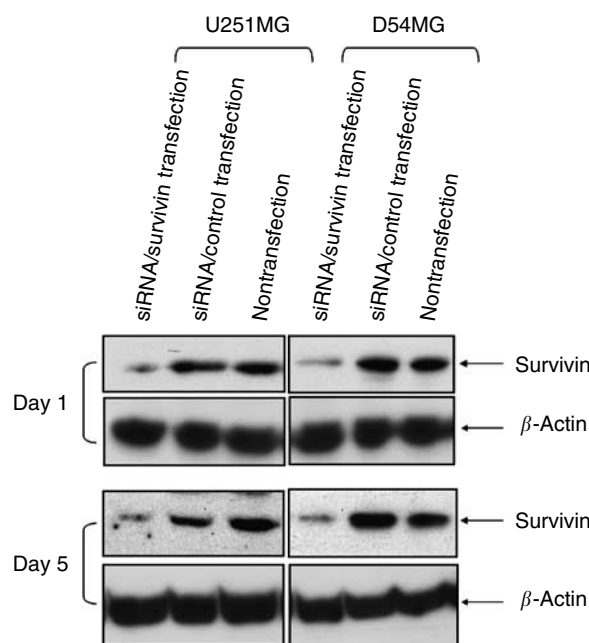 U251MG
D54MG
siRNA/survivin transfection
siRNA/control transfection
Nontransfection
siRNA/survivin transfection
siRNA/control transfection
Nontransfection
Day 1
Survivin
β-Actin
Day 5
Survivin
β-Actin